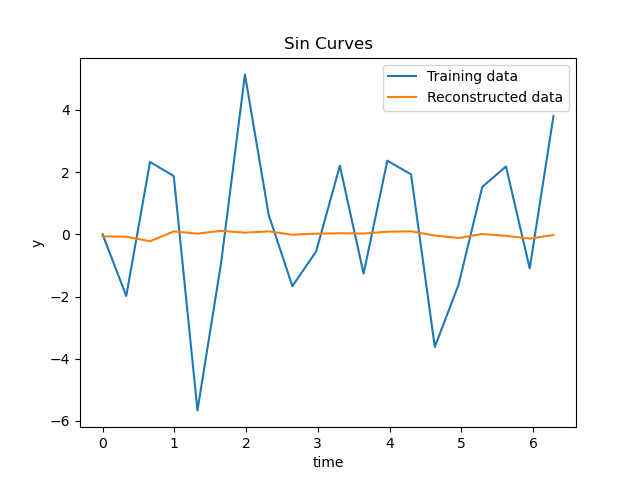 Sin Curves
Training data
Reconstructed data
4
2
0
−2
−4
−6
y
0 1 2 3 4 5 6
time